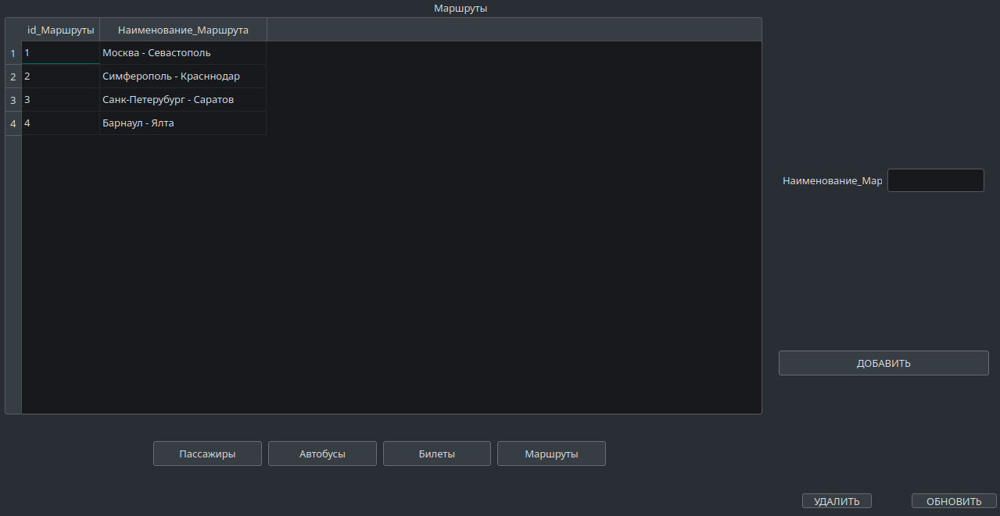 Маршруты
id_Маршруты Наименование_Маршрута
1 1 Москва - Севастополь
2 2 Симферополь - Красннодар
3 3 Санк-Петерубург - Саратов
4 4 Барнаул - Ялта
Наименование_Мар
ДОБАВИТЬ
Пассажиры Автобусы Билеты Маршруты
УДАЛИТЬ ОБНОВИТЬ